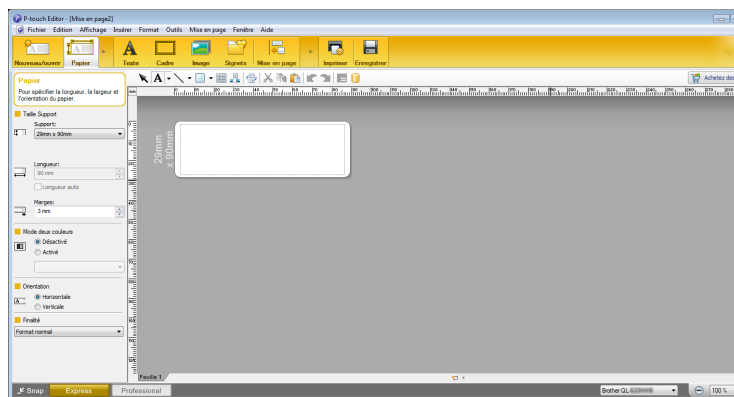 P-touch Editor - [Mise en page2]
Fichier Edition Affichage Insérer Format Outils Mise en page Fenêtre Aide
Nouveau/ouvrir Papier Texte Cadre Image Signets Mise en page Imprimer Enregistrer
Papier
Pour spécifier la longueur, la largeur et
l'orientation du papier.
A
Achetez des
mm
Taille Support
Support:
29mm x 90mm
29mm
x 90mm
Longueur:
90 mm
Longueur auto
Marges:
3 mm
Mode deux couleurs
Désactivé
Activé
Orientation
Horizontale
Verticale
Finalité
Format normal
Feuille 1
Snap Express Professional
Brother QL
100 %